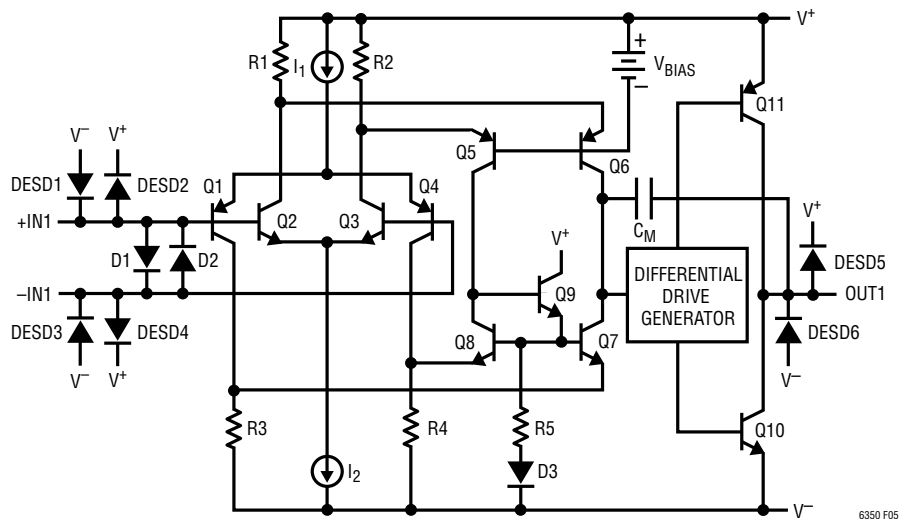 V+
R1
I1
R2
+
VBIAS
–
Q11
V– V+
Q5
Q6
DESD1
DESD2
Q1
Q4
+IN1
Q2
Q3
CM
V+
D1
D2
V+
DIFFERENTIAL
DRIVE
GENERATOR
DESD5
–IN1
OUT1
Q9
DESD3
DESD4
Q8
Q7
DESD6
V– V+
V–
R3
R4
R5
Q10
I2
D3
V–
6350 F05